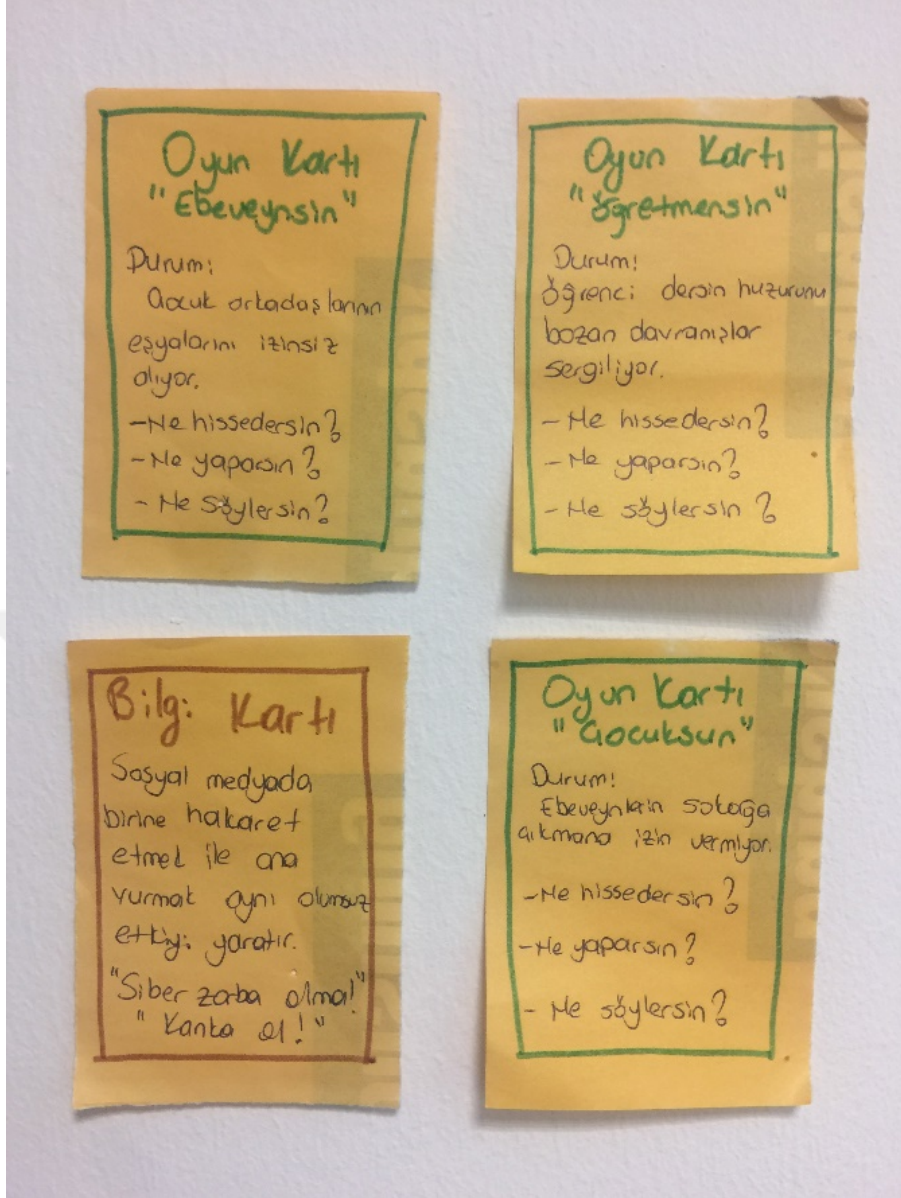 Oyun Kartı
"Ebeveynsin"
Durum:
Çocuk arkadaşlarının
eşyalarını izinsiz
alıyor.
-Ne hissedersin?
-Ne yaparsın?
- Ne söylersin?
Oyun Kartı
"Öğretmensin"
Durum:
Öğrenci dersin huzurunu
bozan davranışlar
sergiliyor.
- Ne hissedersin?
- Ne yaparsın?
- Ne söylersin?
Bilgi Kartı
Sosyal medyada
birine hakaret
etmek ile ona
vurmak aynı olumsuz
etkiyi yaratır.
"Siber zorba olma!"
"Kanka ol!"
Oyun Kartı
"Çocuksun"
Durum:
Ebeveynlerin sokağa
çıkmana izin vermiyor.
-Ne hissedersin?
-Ne yaparsın?
- Ne söylersin?